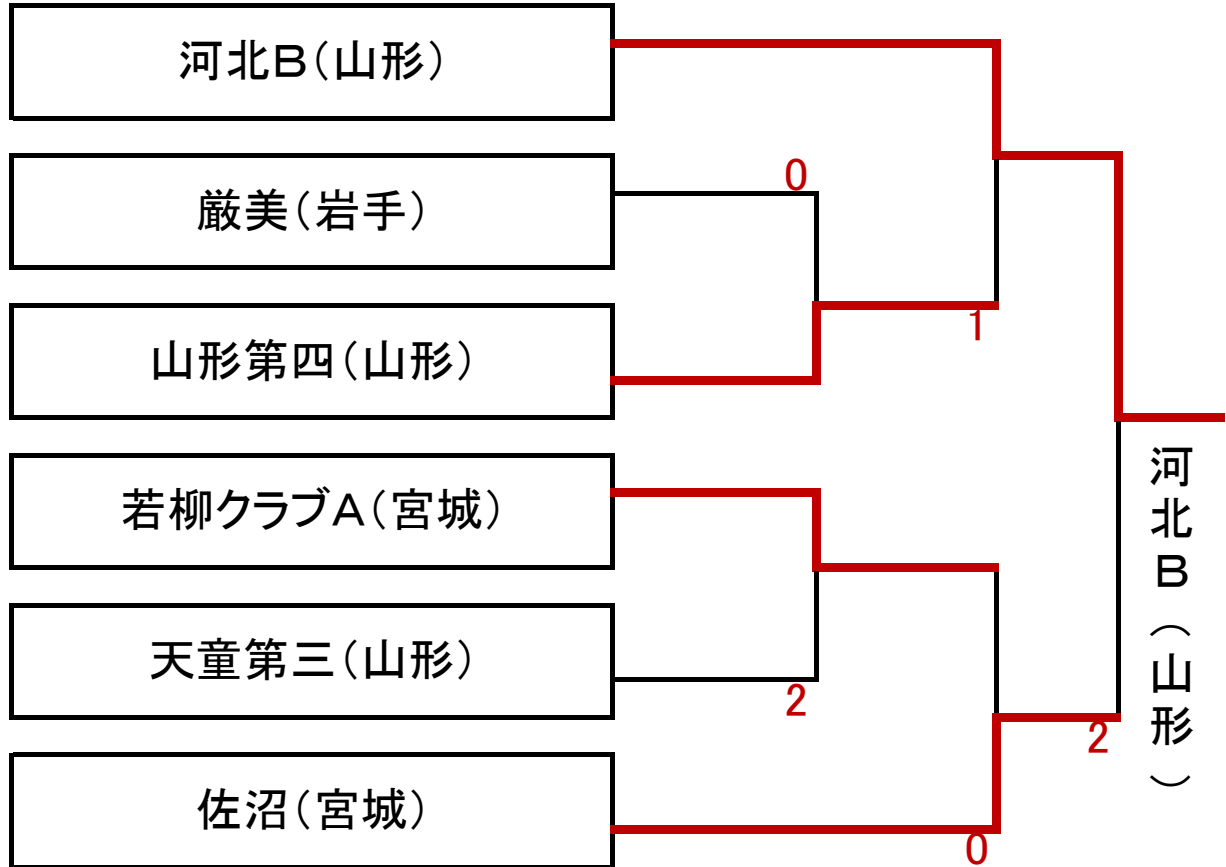 河北B(山形)
厳美(岩手)
0
山形第四(山形)
1
若柳クラブA(宮城)
天童第三(山形)
2
佐沼(宮城)
0
2
河北B(山形)